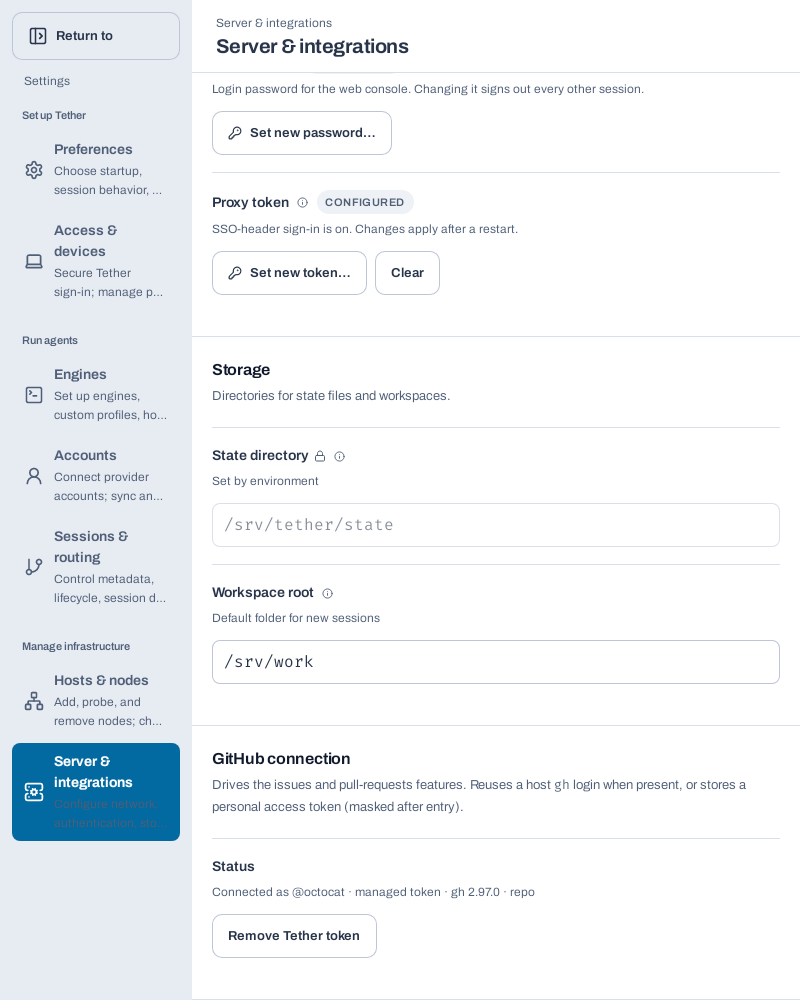 Return to
Settings
Set up Tether
Preferences
Choose startup,
session behavior, ...
Access &
devices
Secure Tether
sign-in; manage p...
Run agents
Engines
Set up engines,
custom profiles, ho...
Accounts
Connect provider
accounts; sync an...
Sessions &
routing
Control metadata,
lifecycle, session d...
Manage infrastructure
Hosts & nodes
Add, probe, and
remove nodes; ch...
Server &
integrations
Configure network,
authentication, sto...
Server & integrations
Server & integrations
Login password for the web console. Changing it signs out every other session.
Set new password...
Proxy token CONFIGURED
SSO-header sign-in is on. Changes apply after a restart.
Set new token... Clear
Storage
Directories for state files and workspaces.
State directory
Set by environment
/srv/tether/state
Workspace root
Default folder for new sessions
/srv/work
GitHub connection
Drives the issues and pull-requests features. Reuses a host gh login when present, or stores a
personal access token (masked after entry).
Status
Connected as @octocat · managed token · gh 2.97.0 · repo
Remove Tether token